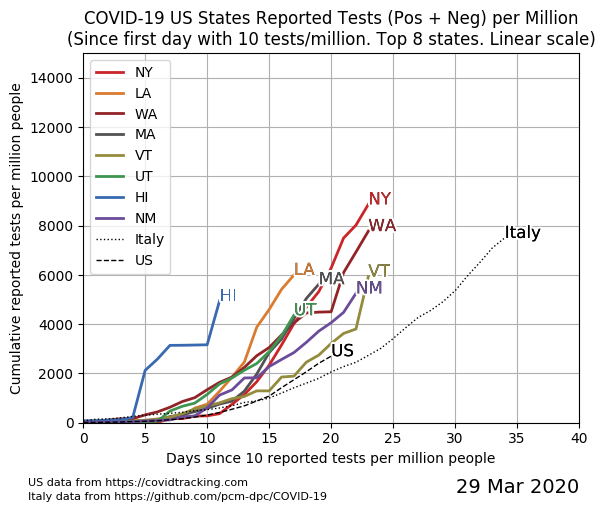 COVID-19 US States Reported Tests (Pos + Neg) per Million
(Since first day with 10 tests/million. Top 8 states. Linear scale)
Cumulative reported tests per million people
14000
12000
10000
8000
6000
4000
2000
0
NY
LA
WA
MA
VT
UT
HI
NM
Italy
US
NY
WA
Italy
LA
MA
VT
NM
HI
UT
US
0 5 10 15 20 25 30 35 40
Days since 10 reported tests per million people
US data from https://covidtracking.com
Italy data from https://github.com/pcm-dpc/COVID-19
29 Mar 2020